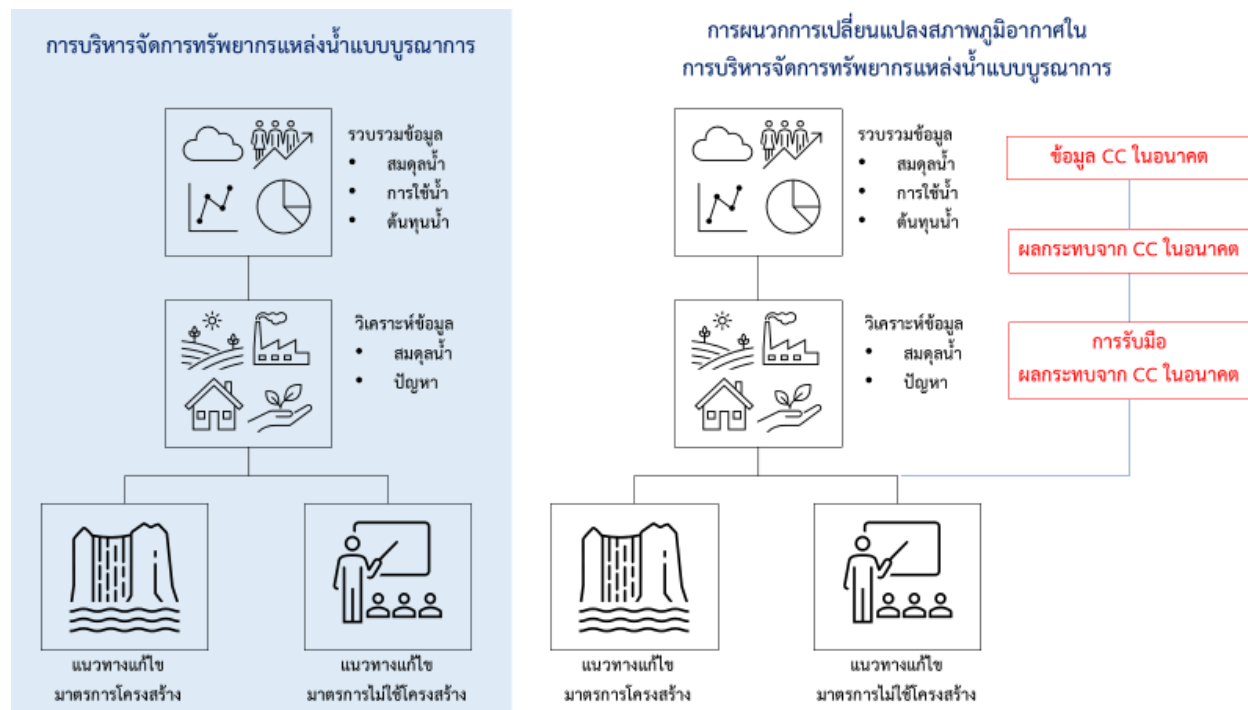 การบริหารจัดการทรัพยากรแหล่งน้ำแบบบูรณาการ
รวบรวมข้อมูล
• สมดุลน้ำ
• การใช้น้ำ
• ต้นทุนน้ำ
วิเคราะห์ข้อมูล
• สมดุลน้ำ
• ปัญหา
แนวทางแก้ไข
มาตรการโครงสร้าง
แนวทางแก้ไข
มาตรการไม่ใช้โครงสร้าง
การผนวกการเปลี่ยนแปลงสภาพภูมิอากาศใน
การบริหารจัดการทรัพยากรแหล่งน้ำแบบบูรณาการ
รวบรวมข้อมูล
• สมดุลน้ำ
• การใช้น้ำ
• ต้นทุนน้ำ
วิเคราะห์ข้อมูล
• สมดุลน้ำ
• ปัญหา
ข้อมูล CC ในอนาคต
ผลกระทบจาก CC ในอนาคต
การรับมือ
ผลกระทบจาก CC ในอนาคต
แนวทางแก้ไข
มาตรการโครงสร้าง
แนวทางแก้ไข
มาตรการไม่ใช้โครงสร้าง